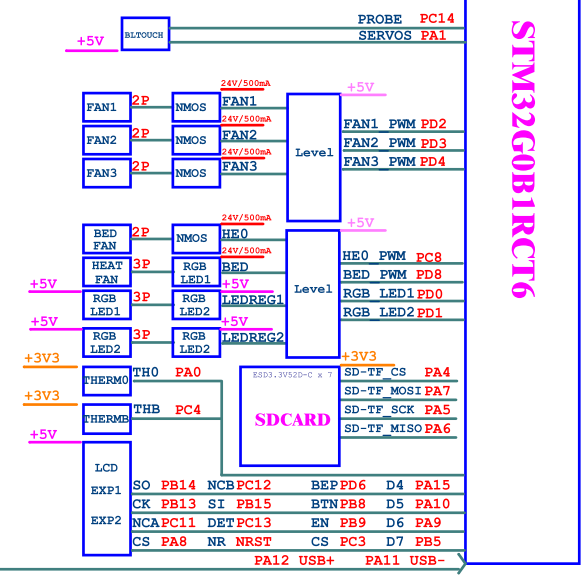 PROBE PC14
SERVOS PA1
+5V BLTOUCH
STM32G0B1RCT6
24V/500mA +5V
FAN1 2P NMOS FAN1
24V/500mA
FAN1_PWM PD2
FAN2 2P NMOS FAN2
Level
FAN2_PWM PD3
24V/500mA
FAN3 2P NMOS FAN3
FAN3_PWM PD4
24V/500mA +5V
BED FAN 2P NMOS HE0
24V/500mA
HE0_PWM PC8
HEAT FAN 3P RGB LED1 BED
BED_PWM PD8
+5V +5V
Level
RGB LED1 3P RGB LED2 LEDREG1
RGB_LED1 PD0
RGB_LED2 PD1
+5V +5V
RGB LED2 3P RGB LED2 LEDREG2
+3V3 +3V3
THERM0 TH0 PA0
ESD3.3V52D-C x 7
SD-TF_CS PA4
SD-TF_MOSI PA7
+3V3
THERMB THB PC4
SDCARD
SD-TF_SCK PA5
SD-TF_MISO PA6
+5V
LCD
EXP1
EXP2
SO PB14 NCB PC12 BEP PD6 D4 PA15
CK PB13 SI PB15 BTN PB8 D5 PA10
NCA PC11 DET PC13 EN PB9 D6 PA9
CS PA8 NR NRST CS PC3 D7 PB5
PA12 USB+ PA11 USB-